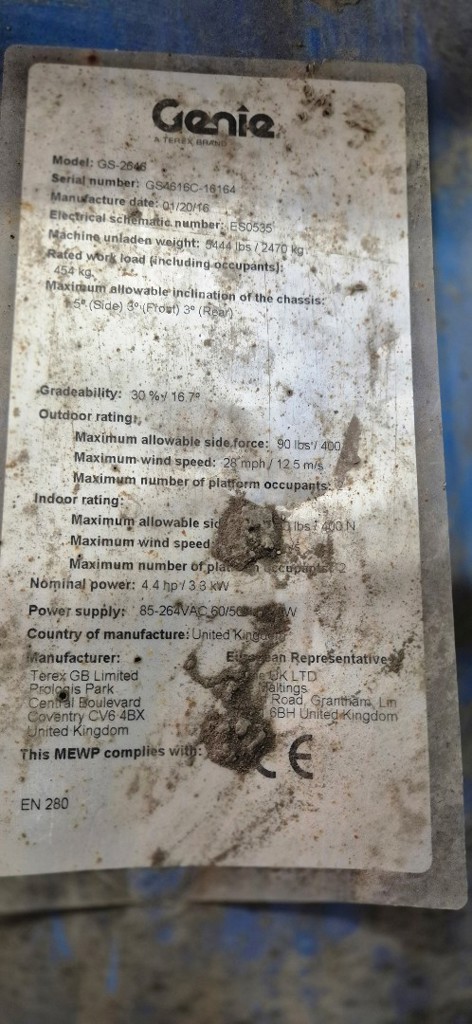 Genie
A TEREX BRAND
Model: GS-2646
Serial number: GS4616C-16164
Manufacture date: 01/20/16
Electrical schematic number: ES0535
Machine unladen weight: 5444 lbs / 2470 kg
Rated work load (including occupants):
454 kg
Maximum allowable inclination of the chassis:
1.5° (Side) 3° (Front) 3° (Rear)
Gradeability: 30 % / 16.7°
Outdoor rating:
Maximum allowable side force: 90 lbs / 400
Maximum wind speed: 28 mph / 12.5 m/s
Maximum number of platform occupants:
Indoor rating:
Maximum allowable lbs / 400 N
Maximum wind speed
Maximum number of occupants: 2
Nominal power: 4.4 hp / 3.3 kW
Power supply: 85-264VAC 60/50
Country of manufacture: United Kingdom
Manufacturer: European Representative
Terex GB Limited UK LTD
Prologis Park
Central Boulevard Road, Grantham, Lin
Coventry CV6 4BX 6BH United Kingdom
United Kingdom
This MEWP complies with: CE
EN 280